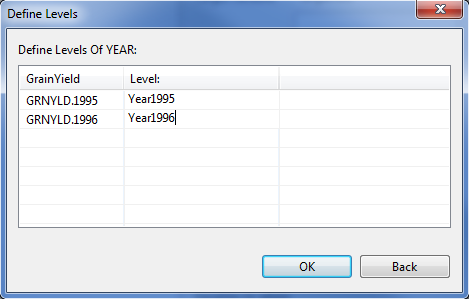 Define Levels
Define Levels Of YEAR:
GrainYield Level:
GRNYLD.1995 Year1995
GRNYLD.1996 Year1996
OK Back